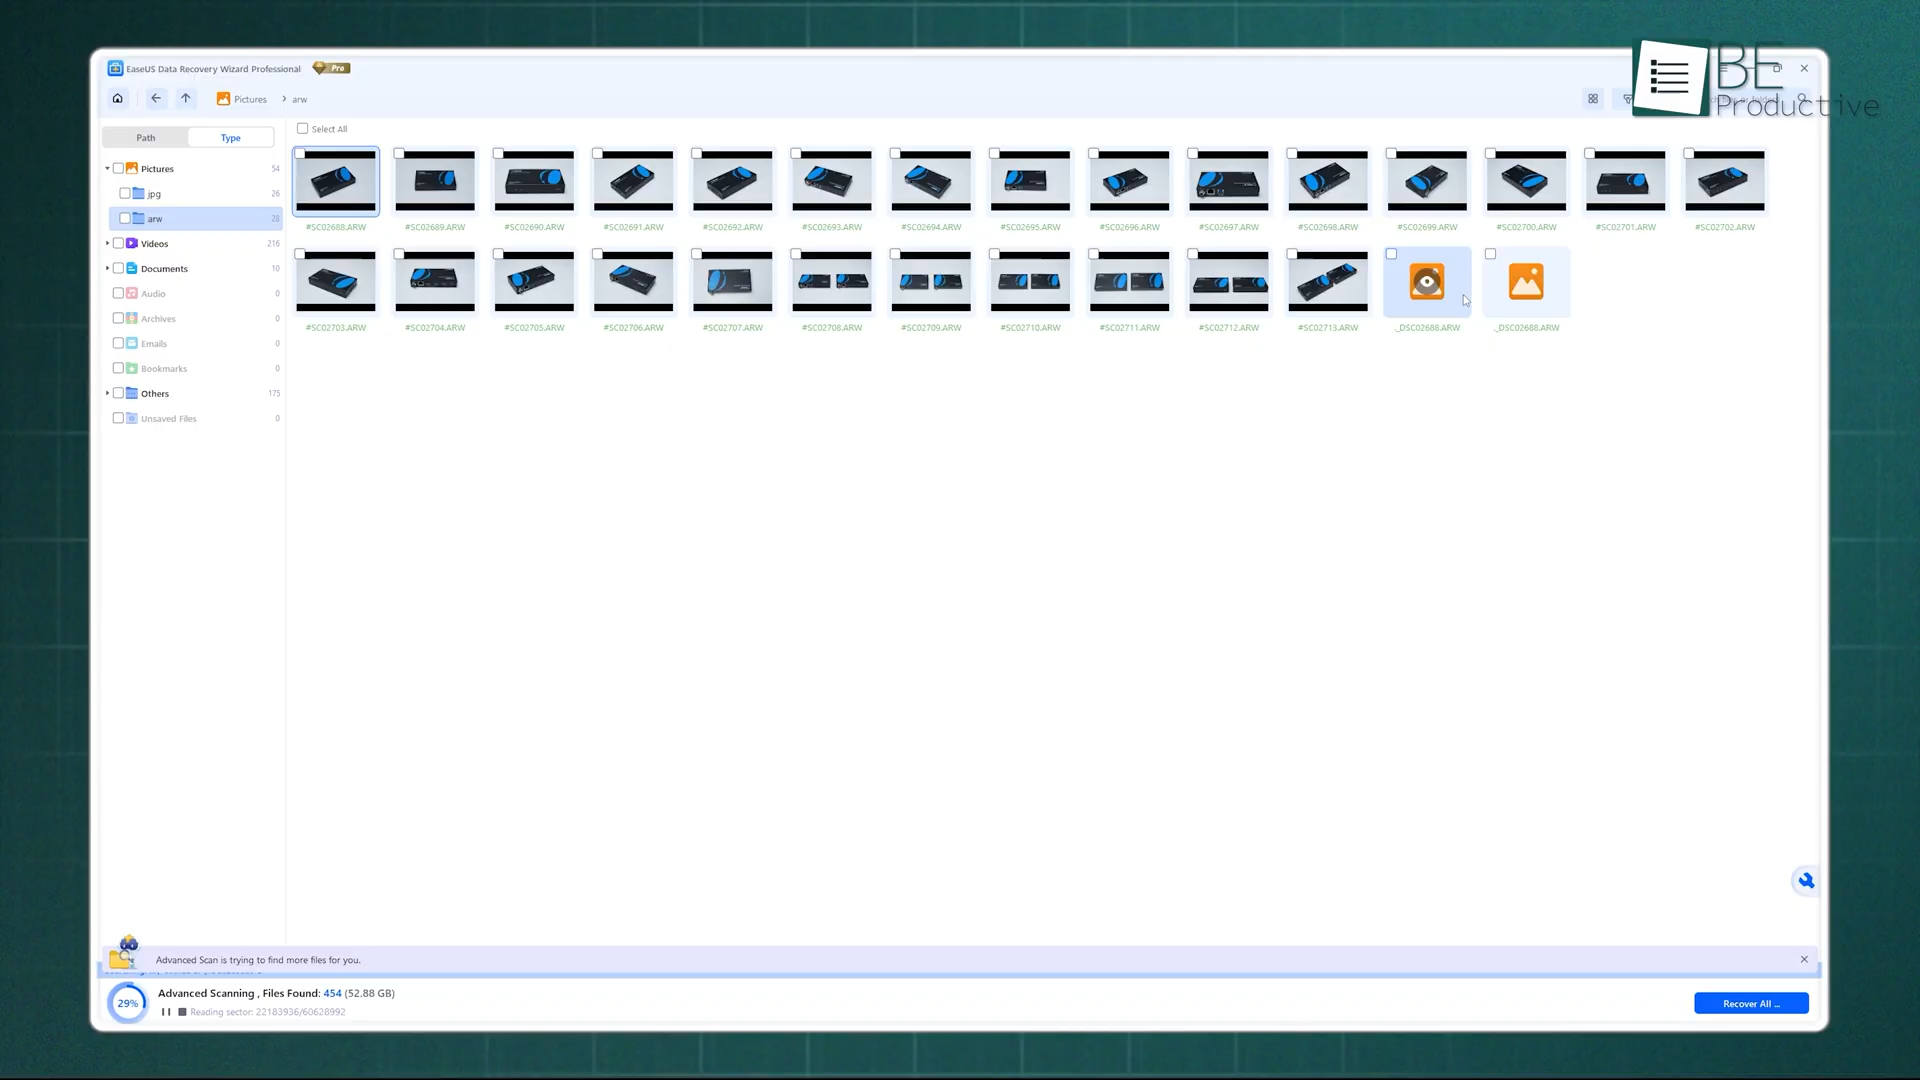 EaseUS Data Recovery Wizard Professional Pro
BE
Productive
Pictures > arw
Path Type
Select All
Pictures 54
jpg 26
arw 28
Videos 216
Documents 10
Audio 0
Archives 0
Emails 0
Bookmarks 0
Others 175
Unsaved Files 0
#SC02688.ARW #SC02689.ARW #SC02690.ARW #SC02691.ARW #SC02692.ARW #SC02693.ARW #SC02694.ARW #SC02695.ARW #SC02696.ARW #SC02697.ARW #SC02698.ARW #SC02699.ARW #SC02700.ARW #SC02701.ARW #SC02702.ARW
#SC02703.ARW #SC02704.ARW #SC02705.ARW #SC02706.ARW #SC02707.ARW #SC02708.ARW #SC02709.ARW #SC02710.ARW #SC02711.ARW #SC02712.ARW #SC02713.ARW ._DSC02688.ARW ._DSC02688.ARW
Advanced Scan is trying to find more files for you.
29%
Advanced Scanning , Files Found: 454 (52.88 GB)
Reading sector: 22183936/60628992
Recover All ...